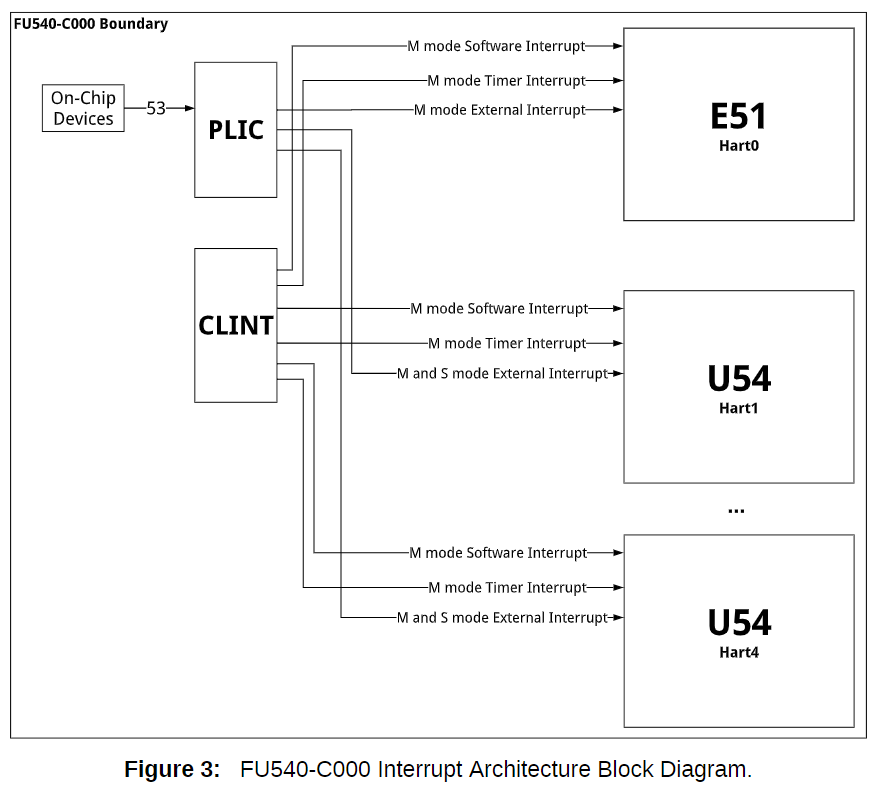 FU540-C000 Boundary
M mode Software Interrupt
On-Chip
Devices
53
PLIC
M mode Timer Interrupt
M mode External Interrupt
E51
Hart0
CLINT
M mode Software Interrupt
M mode Timer Interrupt
M and S mode External Interrupt
U54
Hart1
...
M mode Software Interrupt
M mode Timer Interrupt
M and S mode External Interrupt
U54
Hart4
Figure 3: FU540-C000 Interrupt Architecture Block Diagram.